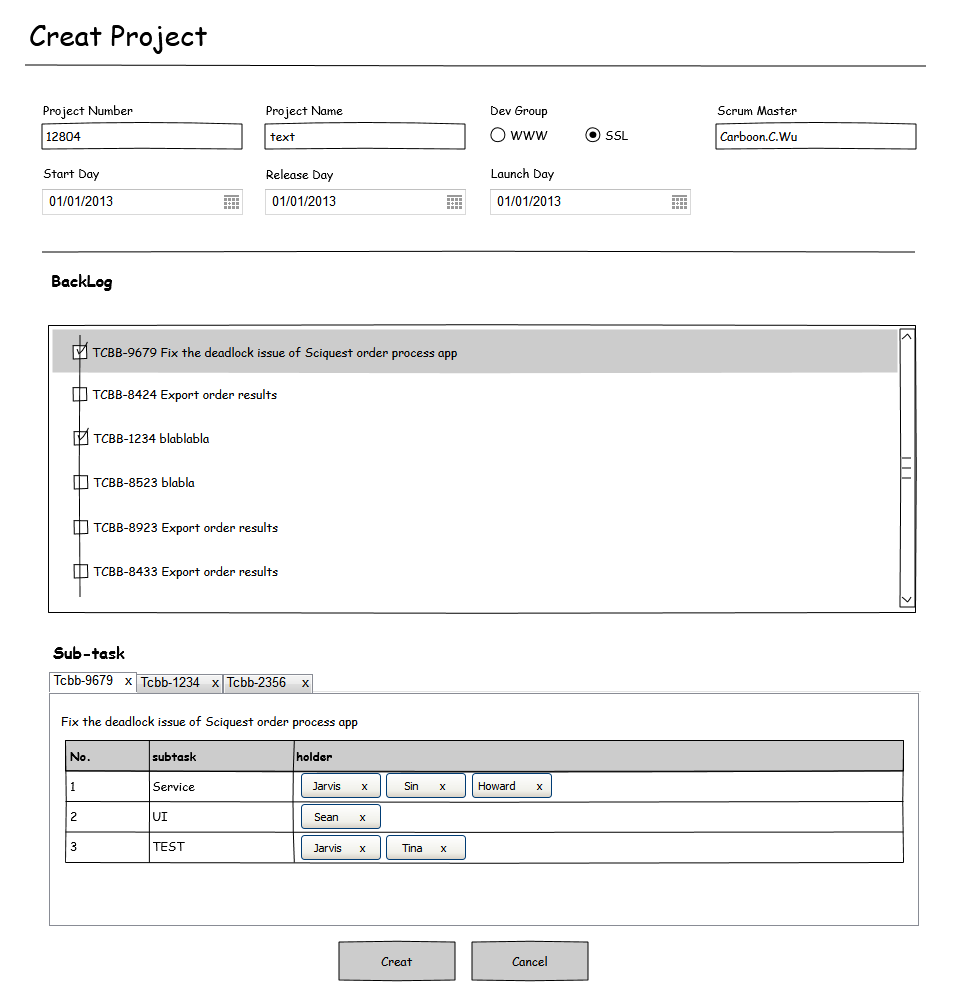 Creat Project
Project Number Project Name Dev Group Scrum Master
12804 text WWW SSL Carboon.C.Wu
Start Day Release Day Launch Day
01/01/2013 01/01/2013 01/01/2013
BackLog
TCBB-9679 Fix the deadlock issue of Sciquest order process app
TCBB-8424 Export order results
TCBB-1234 blablabla
TCBB-8523 blabla
TCBB-8923 Export order results
TCBB-8433 Export order results
Sub-task
Tcbb-9679 x Tcbb-1234 x Tcbb-2356 x
Fix the deadlock issue of Sciquest order process app
No. subtask holder
1 Service Jarvis x Sin x Howard x
2 UI Sean x
3 TEST Jarvis x Tina x
Creat Cancel